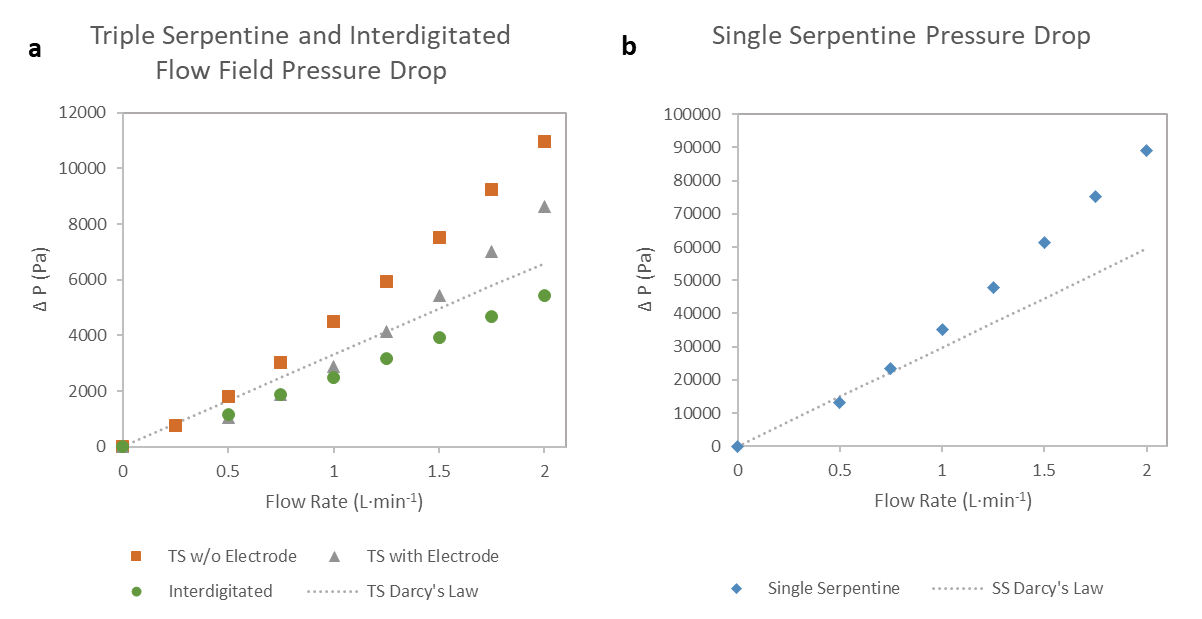 a
Triple Serpentine and Interdigitated
Flow Field Pressure Drop
12000
10000
8000
6000
4000
2000
0
Δ P (Pa)
0 0.5 1 1.5 2
Flow Rate (L·min⁻¹)
TS w/o Electrode TS with Electrode
Interdigitated TS Darcy's Law
b
Single Serpentine Pressure Drop
100000
90000
80000
70000
60000
50000
40000
30000
20000
10000
0
Δ P (Pa)
0 0.5 1 1.5 2
Flow Rate (L·min⁻¹)
Single Serpentine SS Darcy's Law